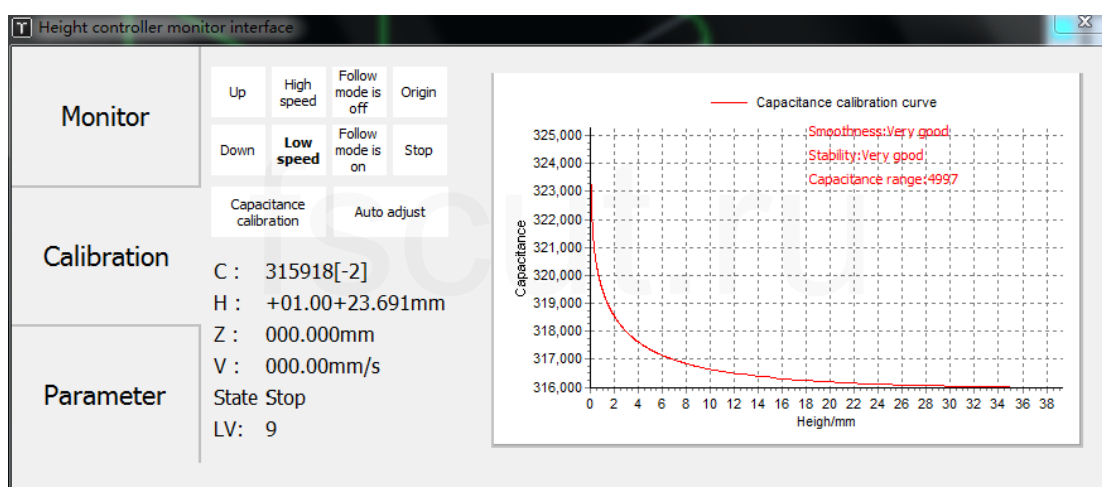 Height controller monitor interface
Monitor
Calibration
Parameter
Up
High
speed
Follow
mode is
off
Origin
Down
Low
speed
Follow
mode is
on
Stop
Capacitance
calibration
Auto adjust
C : 315918[-2]
H : +01.00+23.691mm
Z : 000.000mm
V : 000.00mm/s
State Stop
LV: 9
Capacitance calibration curve
Smoothness:Very good
Stability:Very good
Capacitance range:4997
Capacitance
325,000
324,000
323,000
322,000
321,000
320,000
319,000
318,000
317,000
316,000
0 2 4 6 8 10 12 14 16 18 20 22 24 26 28 30 32 34 36 38
Heigh/mm